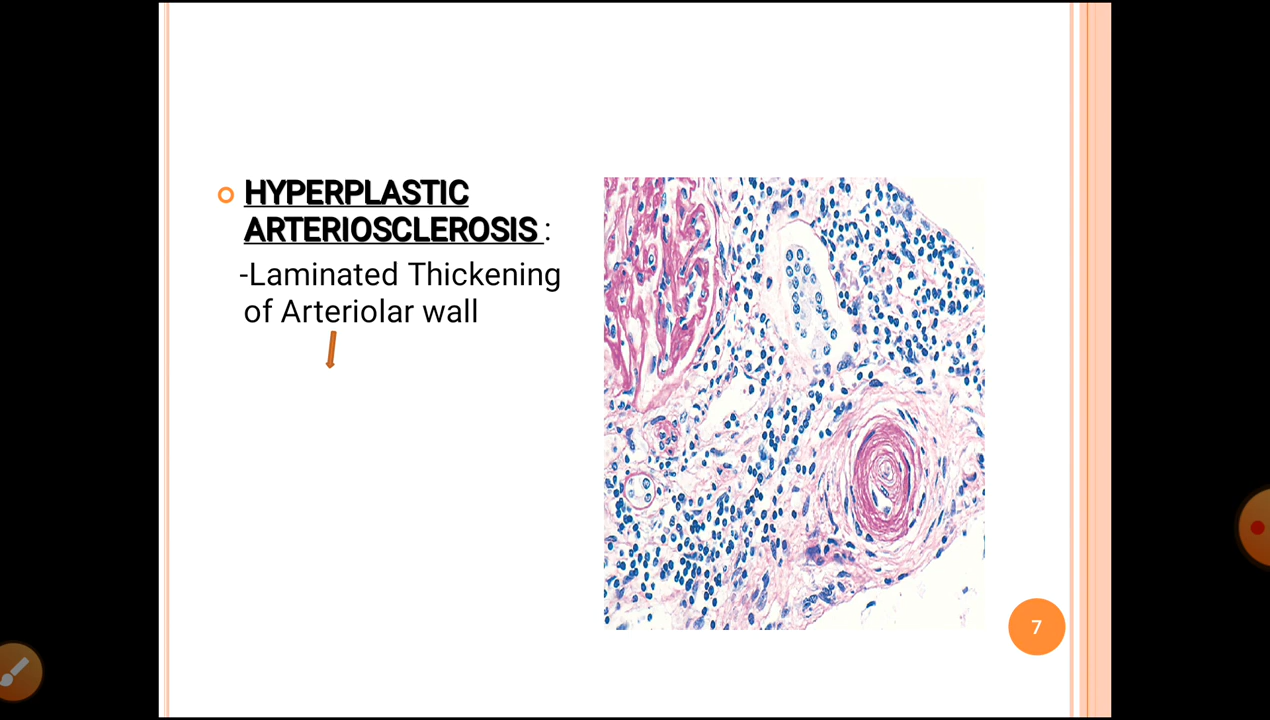 HYPERPLASTIC
ARTERIOSCLEROSIS :
-Laminated Thickening
of Arteriolar wall
7